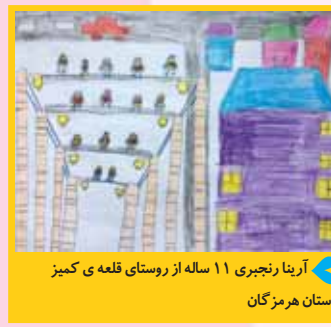 آرینا رنجبری ۱۱ ساله از روستای قلعه ی کمیز
ستان هرمزگان